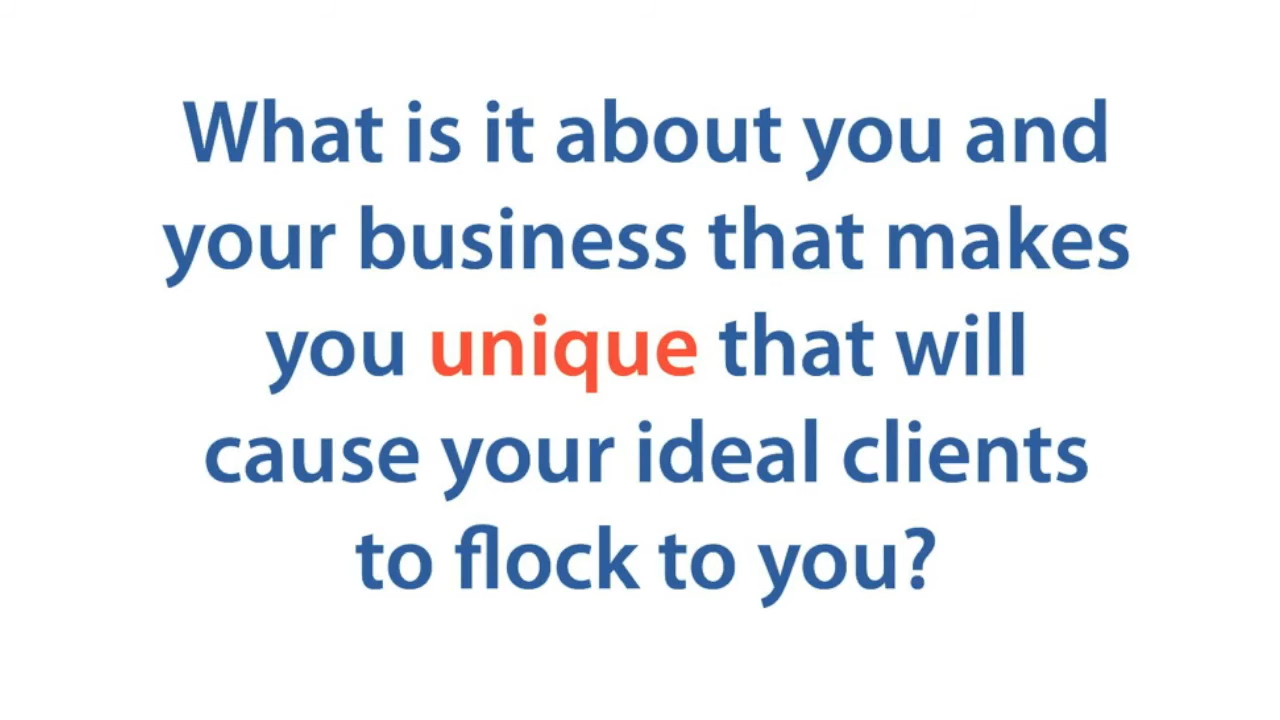 What is it about you and
your business that makes
you unique that will
cause your ideal clients
to flock to you?